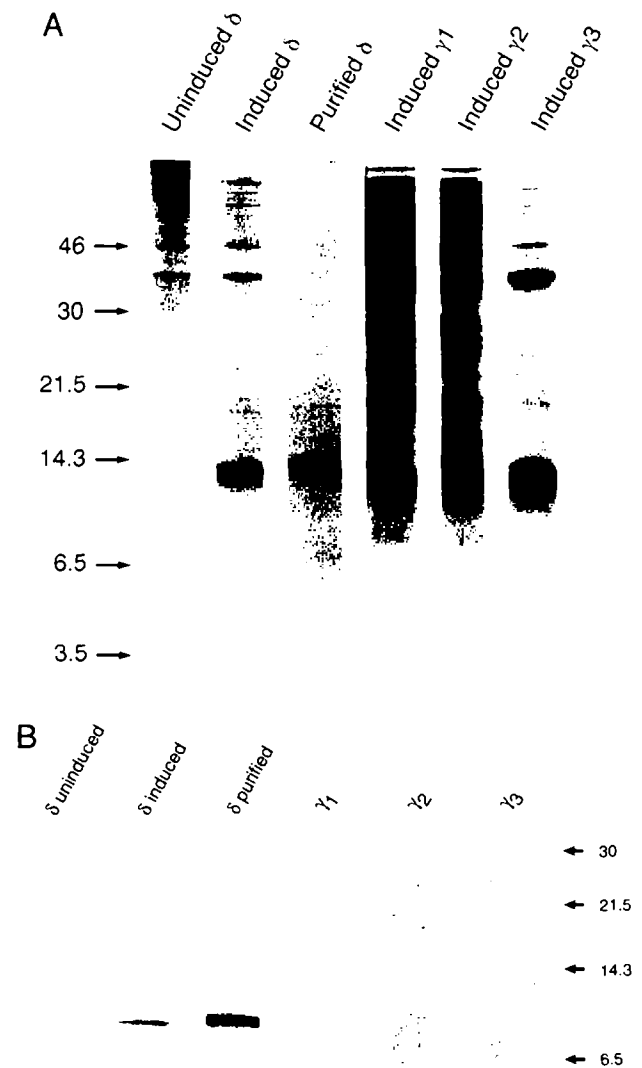 A
Uninduced δ
Induced δ
Purified δ
Induced γ1
Induced γ2
Induced γ3
46
30
21.5
14.3
6.5
3.5
B
δ uninduced
δ induced
δ purified
γ1
γ2
γ3
30
21.5
14.3
6.5